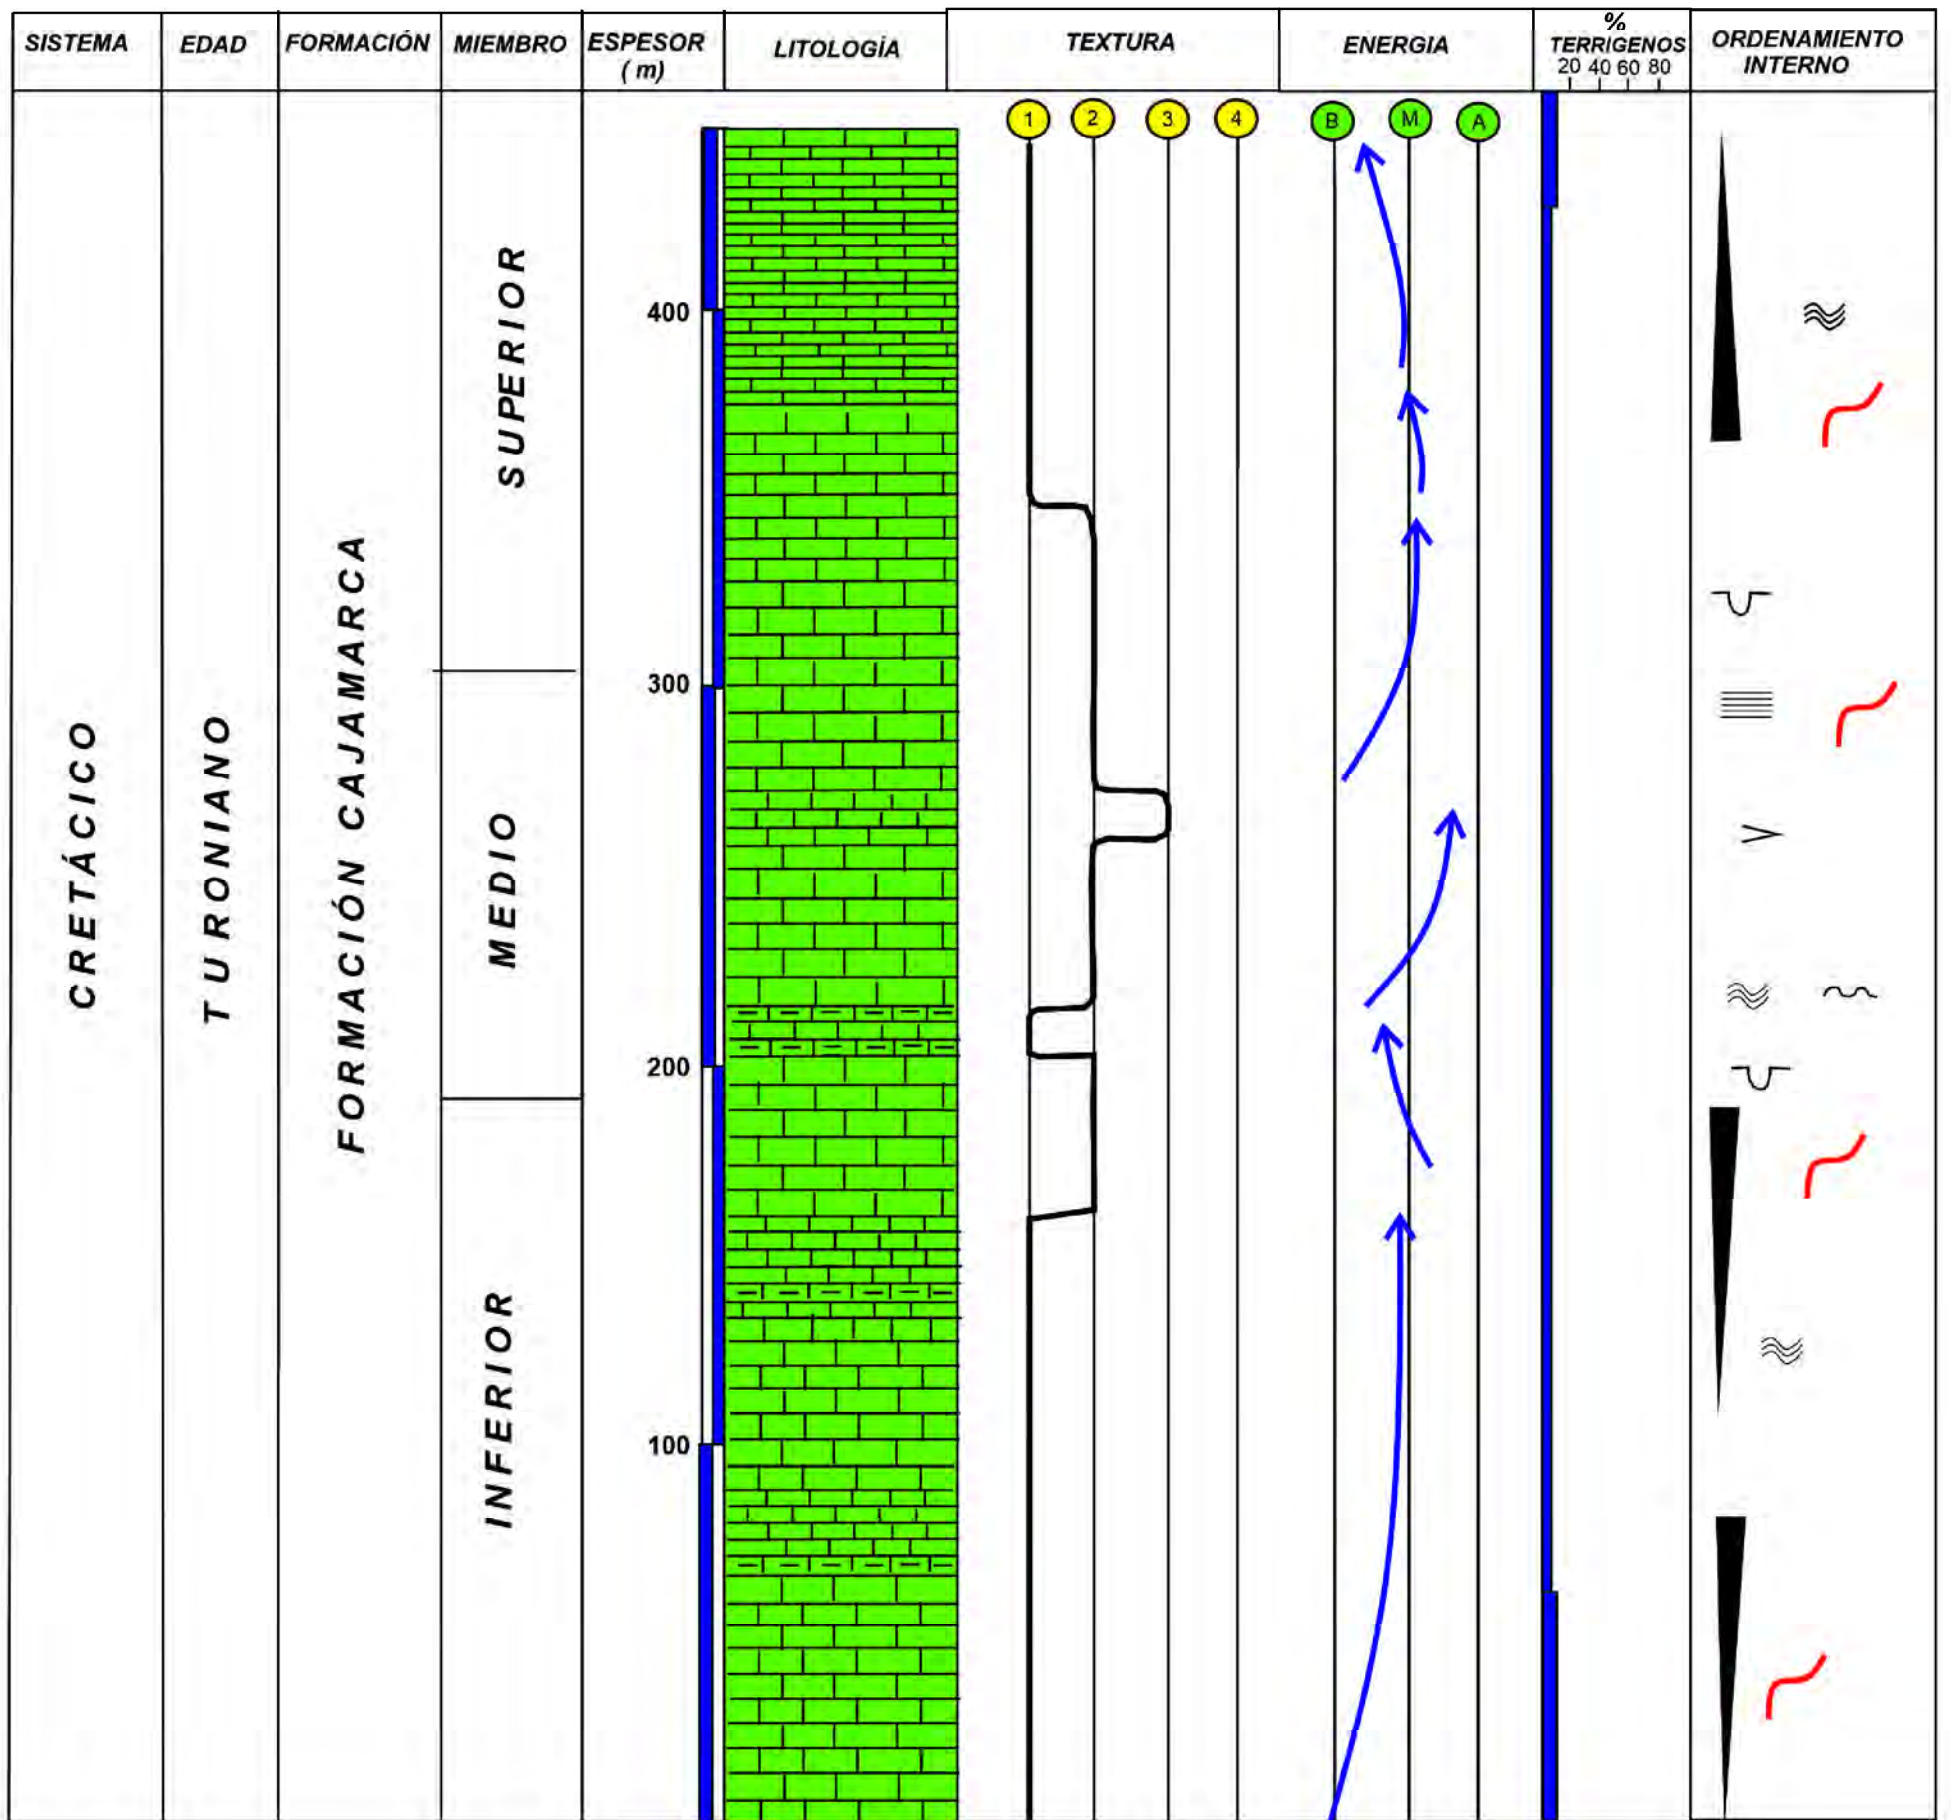 SISTEMA
EDAD
FORMACIÓN
MIEMBRO
ESPESOR
( m)
LITOLOGÍA
TEXTURA
ENERGIA
%
TERRIGENOS
20 40 60 80
ORDENAMIENTO
INTERNO
1 2 3 4
B M A
CRETÁCICO
TURONIANO
FORMACIÓN CAJAMARCA
SUPERIOR
MEDIO
INFERIOR
400
300
200
100